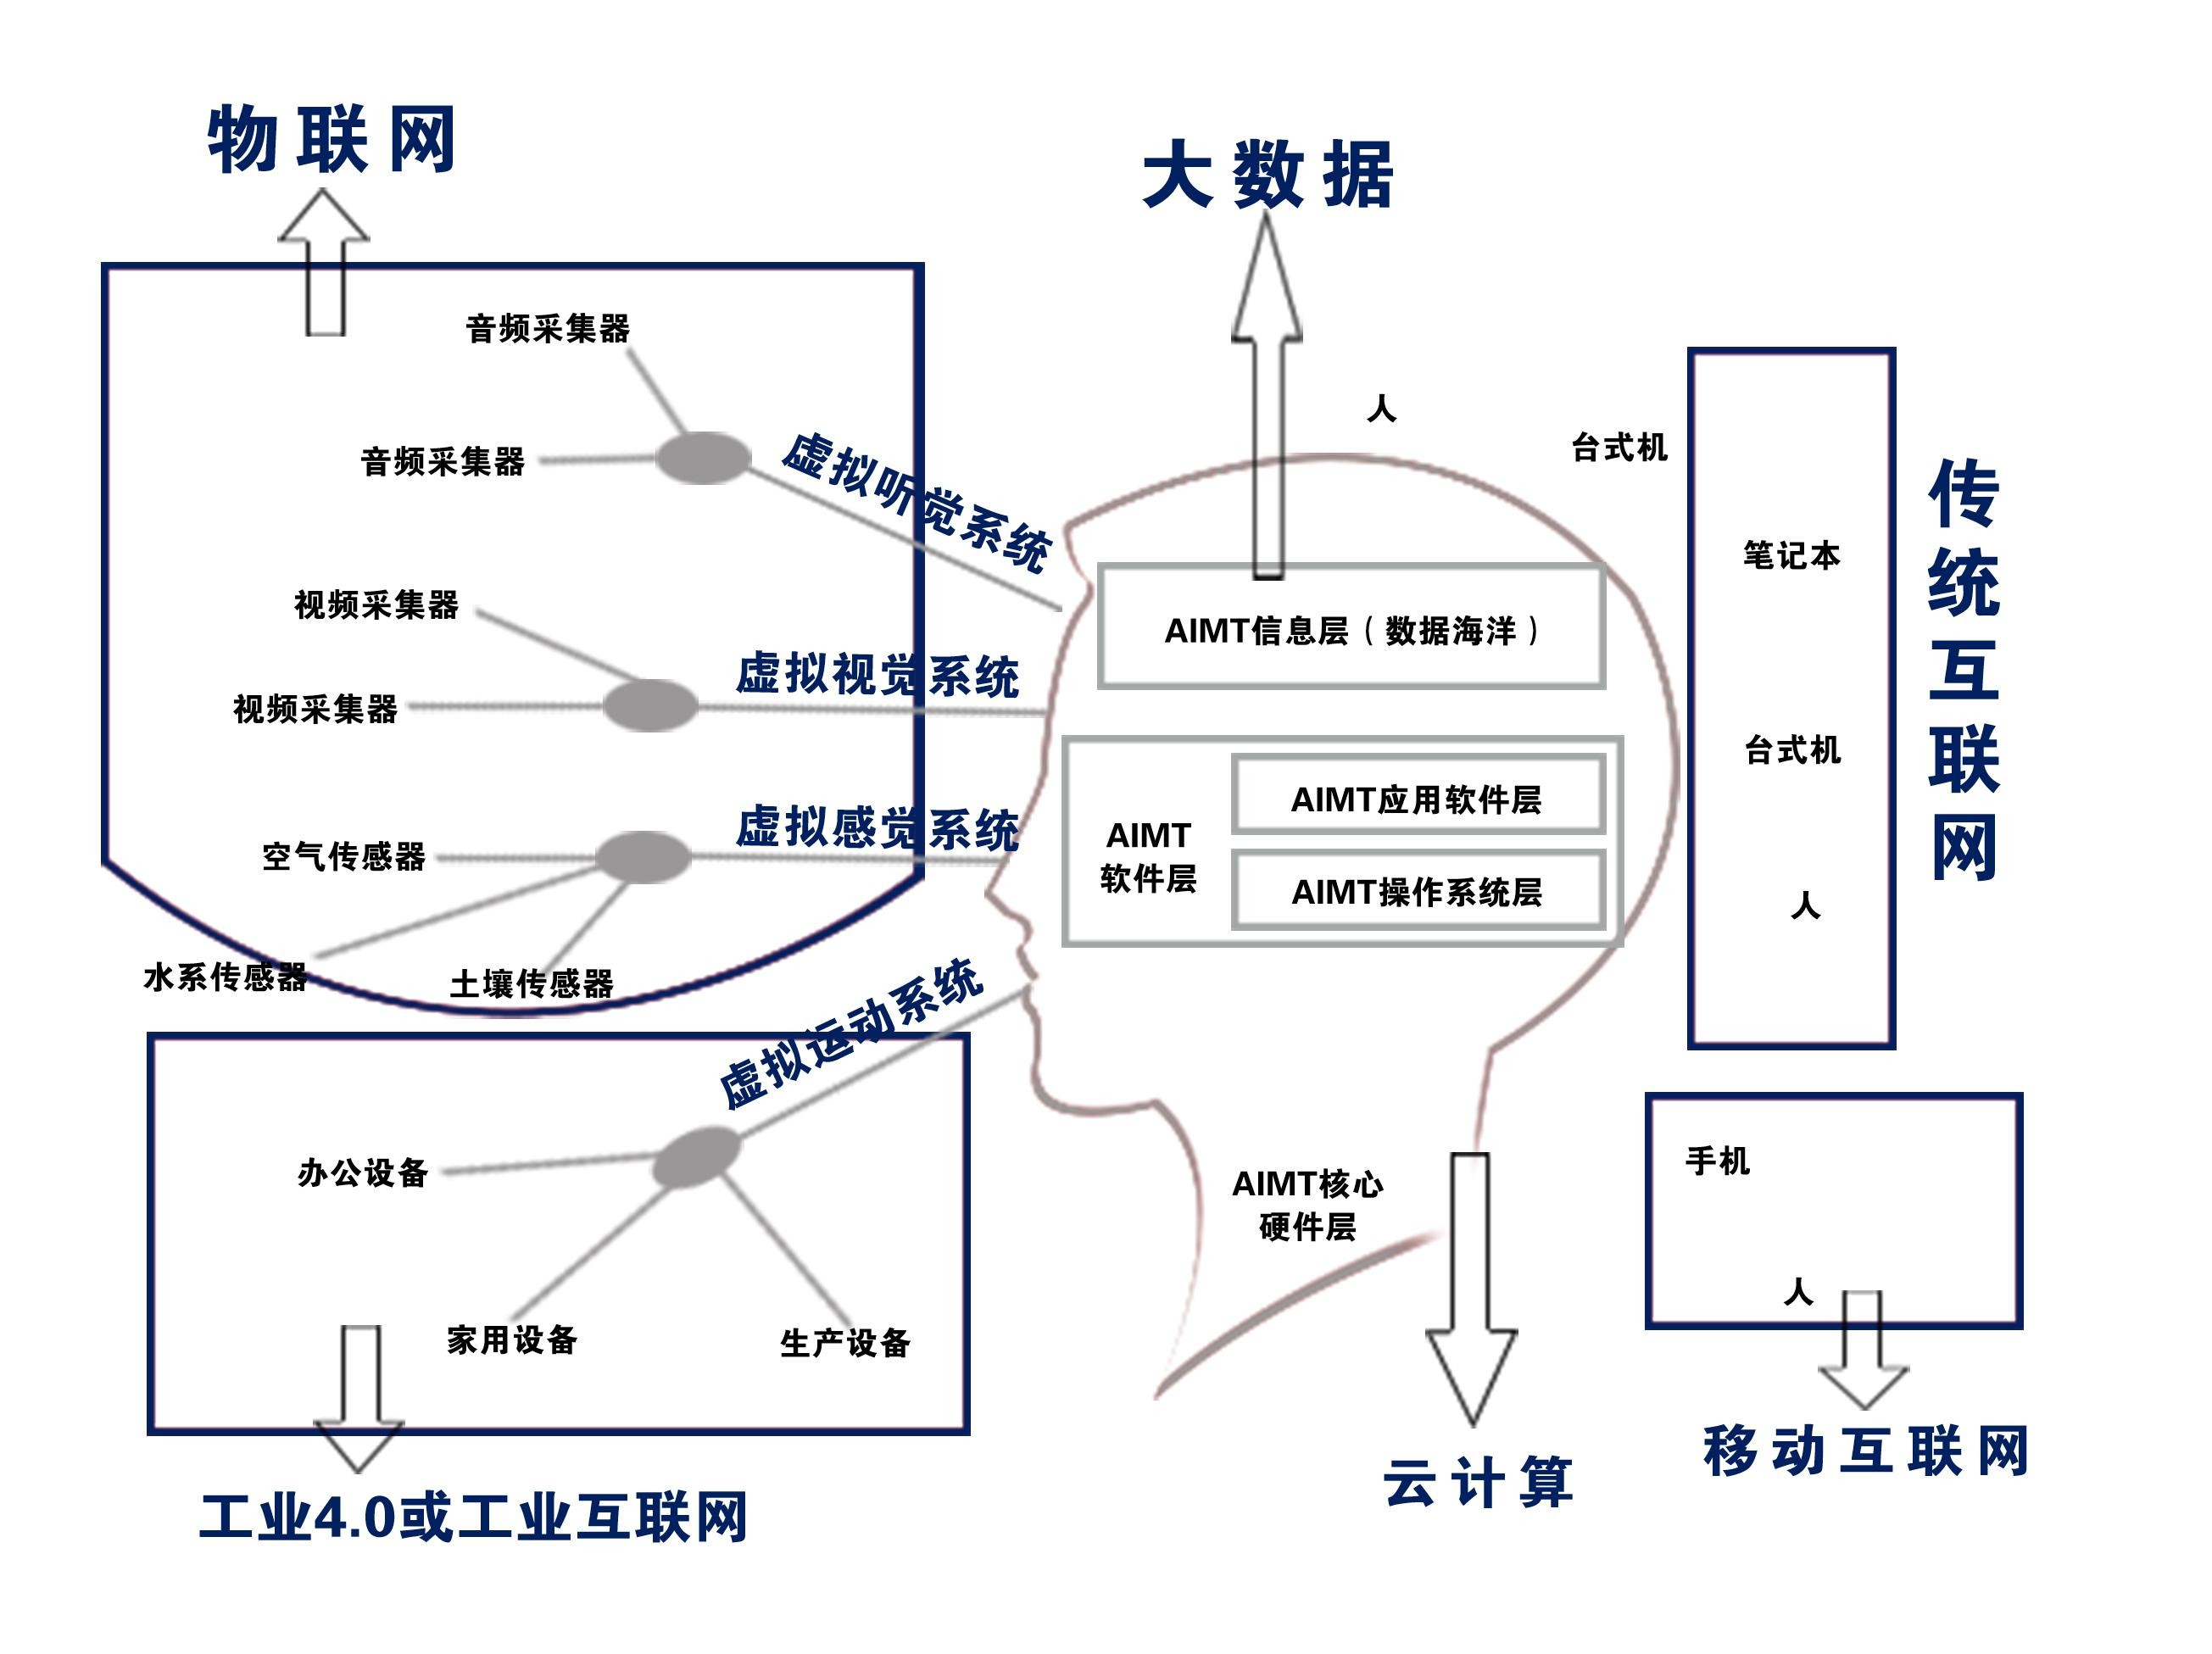 物联网
大数据
音频采集器
人
台式机
音频采集器
虚拟听觉系统
传统互联网
笔记本
视频采集器
AIMT信息层（数据海洋）
虚拟视觉系统
视频采集器
台式机
AIMT应用软件层
虚拟感觉系统
AIMT
软件层
空气传感器
AIMT操作系统层
人
水系传感器
土壤传感器
虚拟运动系统
办公设备
手机
AIMT核心
硬件层
人
家用设备
生产设备
移动互联网
云计算
工业4.0或工业互联网